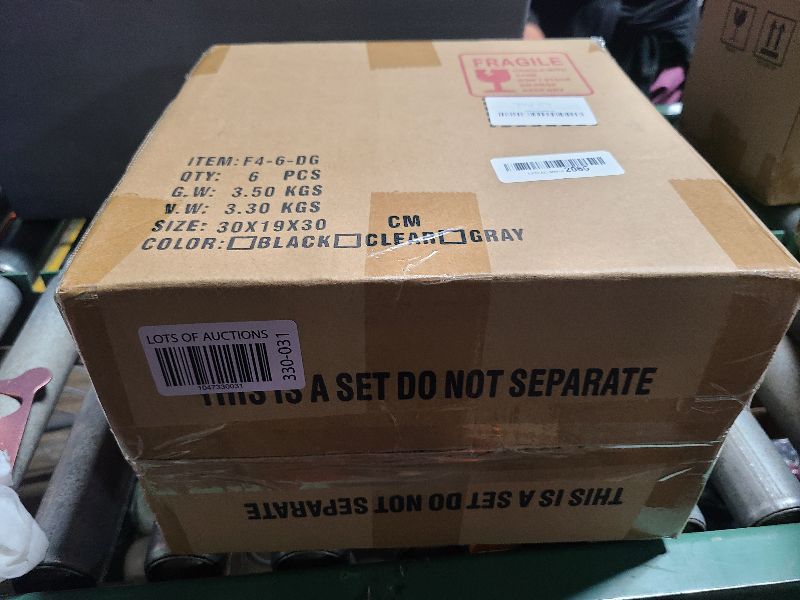 FRAGILE
2065
ITEM: F4-6-DG
QTY: 6 PCS
G.W: 3.50 KGS
V.W: 3.30 KGS
SIZE: 30X19X30 CM
COLOR: BLACK CLEAR GRAY
LOTS OF AUCTIONS
1047330031
330-031
THIS IS A SET DO NOT SEPARATE
THIS IS A SET DO NOT SEPARATE